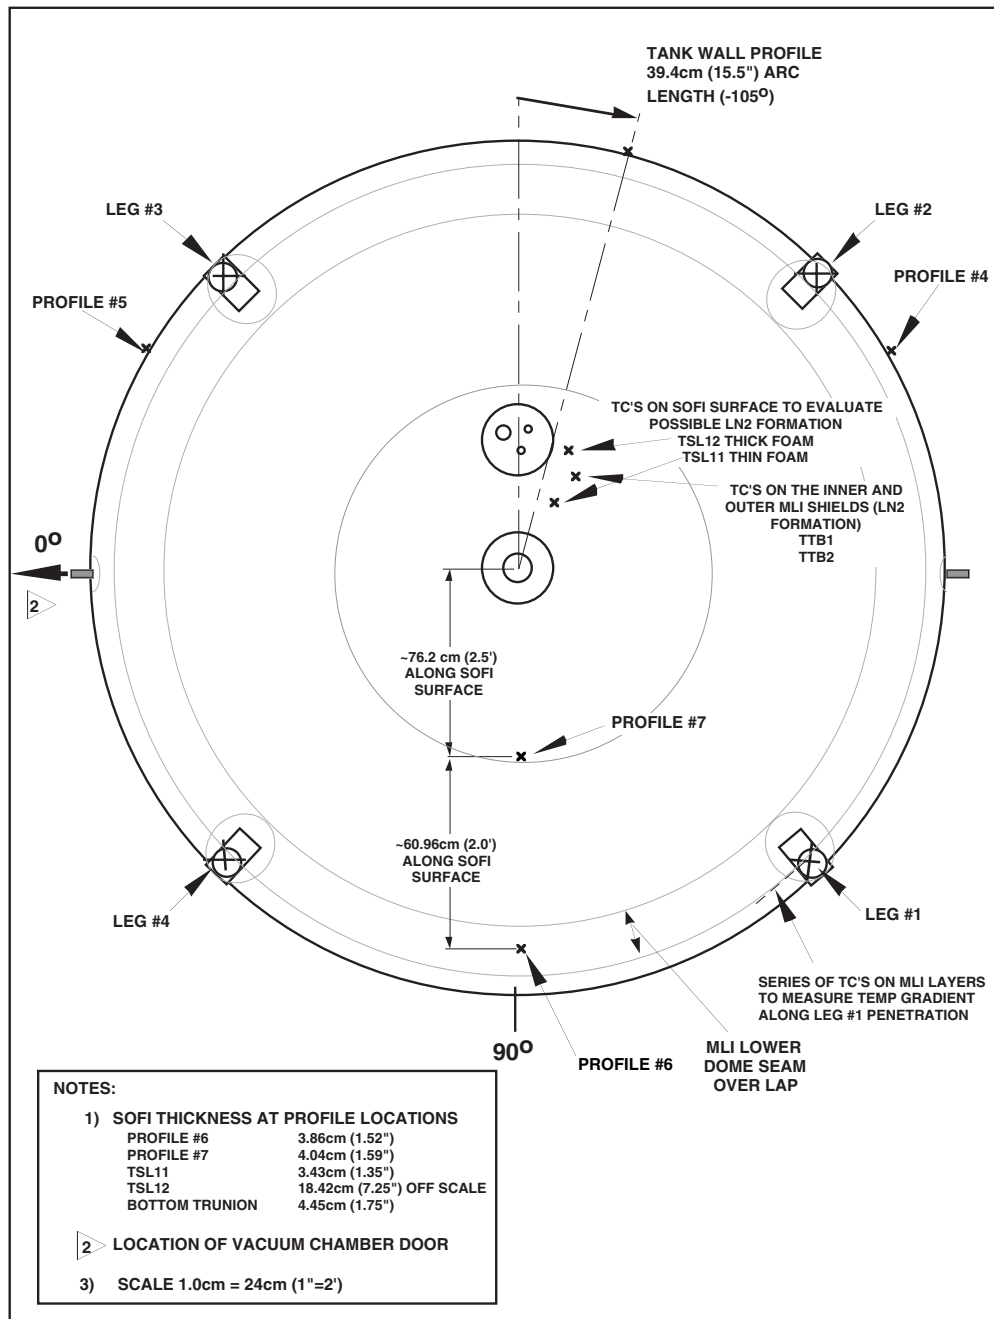 TANK WALL PROFILE
39.4cm (15.5") ARC
LENGTH (-105º)
LEG #3
LEG #2
PROFILE #5
PROFILE #4
TC'S ON SOFI SURFACE TO EVALUATE
POSSIBLE LN2 FORMATION
TSL12 THICK FOAM
TSL11 THIN FOAM
TC'S ON THE INNER AND
OUTER MLI SHIELDS (LN2
FORMATION)
TTB1
TTB2
0º
2
~76.2 cm (2.5')
ALONG SOFI
SURFACE
PROFILE #7
~60.96cm (2.0')
ALONG SOFI
SURFACE
LEG #4
LEG #1
SERIES OF TC'S ON MLI LAYERS
TO MEASURE TEMP GRADIENT
ALONG LEG #1 PENETRATION
90º
PROFILE #6
MLI LOWER
DOME SEAM
OVER LAP
NOTES:
1) SOFI THICKNESS AT PROFILE LOCATIONS
PROFILE #6 3.86cm (1.52")
PROFILE #7 4.04cm (1.59")
TSL11 3.43cm (1.35")
TSL12 18.42cm (7.25") OFF SCALE
BOTTOM TRUNION 4.45cm (1.75")
2 LOCATION OF VACUUM CHAMBER DOOR
3) SCALE 1.0cm = 24cm (1"=2')